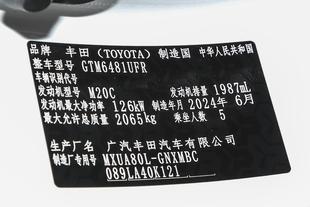 品牌 丰田(TOYOTA) 制造国 中华人民共和国
整车型号 GTM6481UFR
车辆识别代号
发动机型号 M20C 发动机排量 1987mL
发动机最大净功率 126kW 制造年月 2024年6月
最大允许总质量 2065kg 乘坐人数 5
生产厂名 广汽丰田汽车有限公司
制造厂专用号 MXUA80L-GNXMBC
089LA40K121